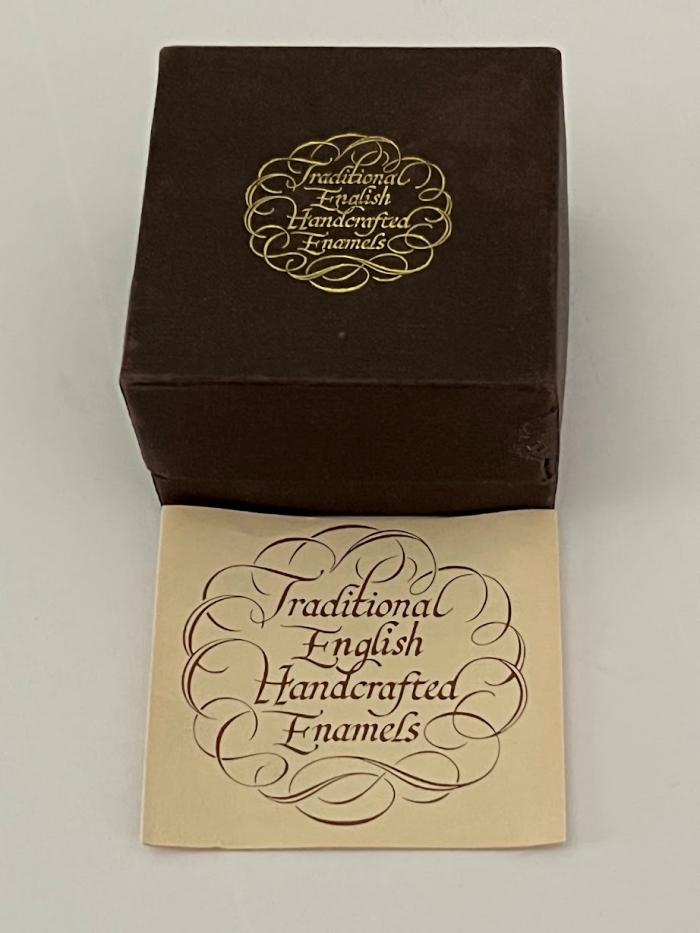 Traditional
English
Handcrafted
Enamels
Traditional
English
Handcrafted
Enamels